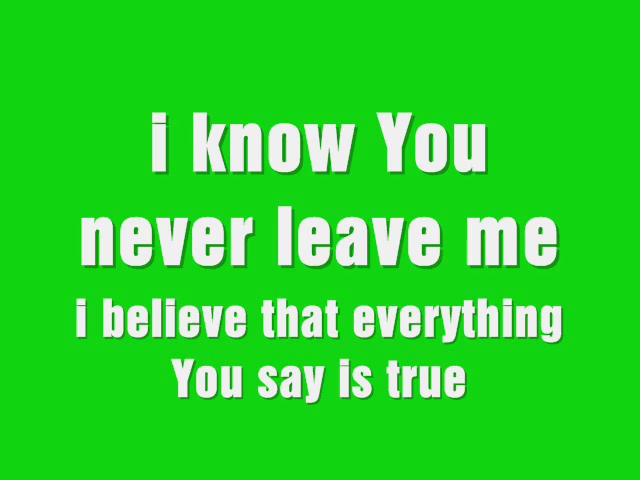 i know You
never leave me
i believe that everything
You say is true